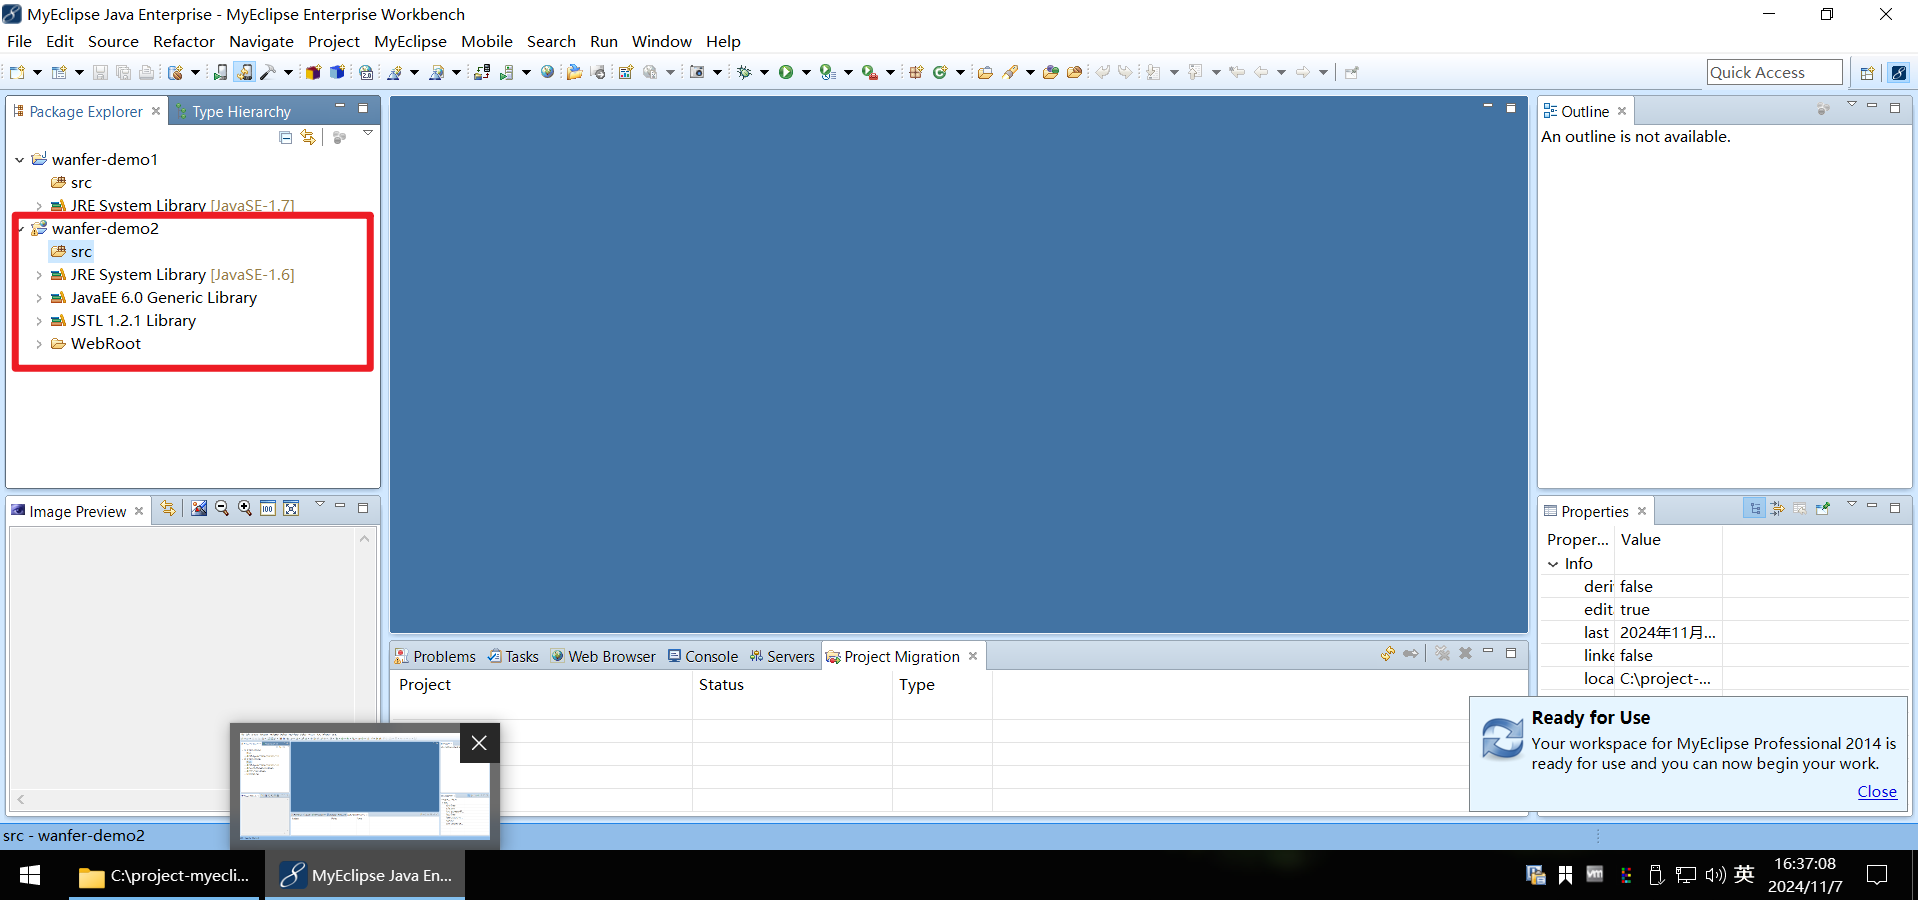 MyEclipse Java Enterprise - MyEclipse Enterprise Workbench
File Edit Source Refactor Navigate Project MyEclipse Mobile Search Run Window Help
Quick Access
Package Explorer
Type Hierarchy
wanfer-demo1
src
JRE System Library [JavaSE-1.7]
wanfer-demo2
src
JRE System Library [JavaSE-1.6]
JavaEE 6.0 Generic Library
JSTL 1.2.1 Library
WebRoot
Image Preview
Problems Tasks Web Browser Console Servers Project Migration
Project Status Type
Outline
An outline is not available.
Properties
Proper... Value
Info
deri false
edit true
last 2024年11月...
linke false
loca C:\project-...
Ready for Use
Your workspace for MyEclipse Professional 2014 is
ready for use and you can now begin your work.
Close
src - wanfer-demo2
C:\project-myecli...
MyEclipse Java En...
英
16:37:08
2024/11/7